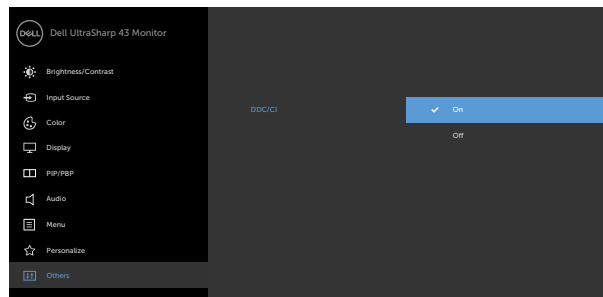 DELL
Dell UltraSharp 43 Monitor
Brightness/Contrast
Input Source
Color
Display
PIP/PBP
Audio
Menu
Personalize
Others
DDC/CI
On
Off